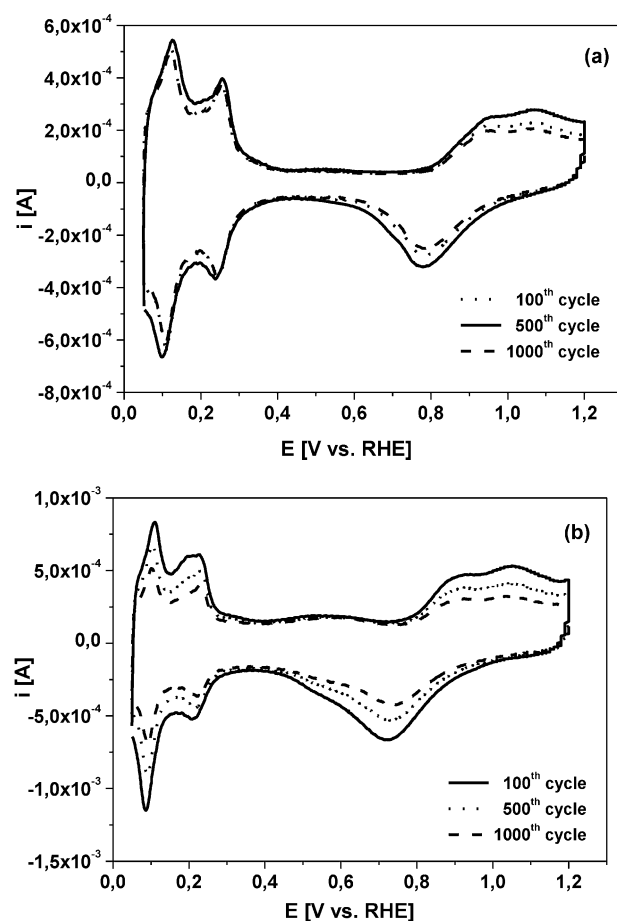 6,0x10⁻⁴
(a)
4,0x10⁻⁴
2,0x10⁻⁴
0,0
-2,0x10⁻⁴
-4,0x10⁻⁴
-6,0x10⁻⁴
-8,0x10⁻⁴
i [A]
100ᵗʰ cycle
500ᵗʰ cycle
1000ᵗʰ cycle
0,0 0,2 0,4 0,6 0,8 1,0 1,2
E [V vs. RHE]
1,0x10⁻³
(b)
5,0x10⁻⁴
0,0
-5,0x10⁻⁴
-1,0x10⁻³
-1,5x10⁻³
i [A]
100ᵗʰ cycle
500ᵗʰ cycle
1000ᵗʰ cycle
0,0 0,2 0,4 0,6 0,8 1,0 1,2
E [V vs. RHE]